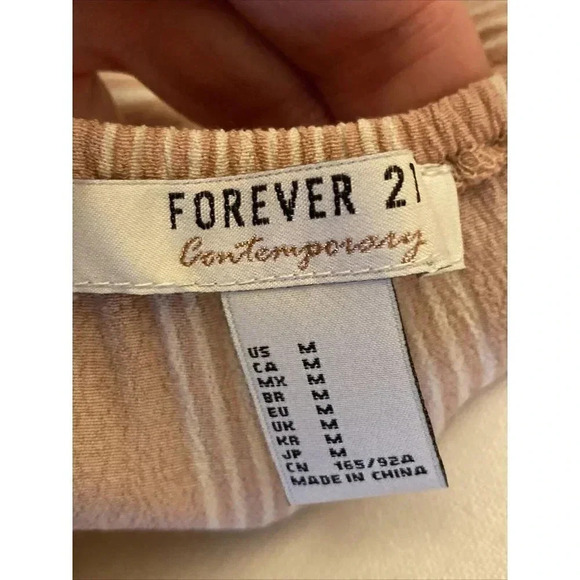 FOREVER 21
Contemporary
US M
CA M
MX M
BR M
EU M
UK M
KR M
JP M
CN 165/92A
MADE IN CHINA